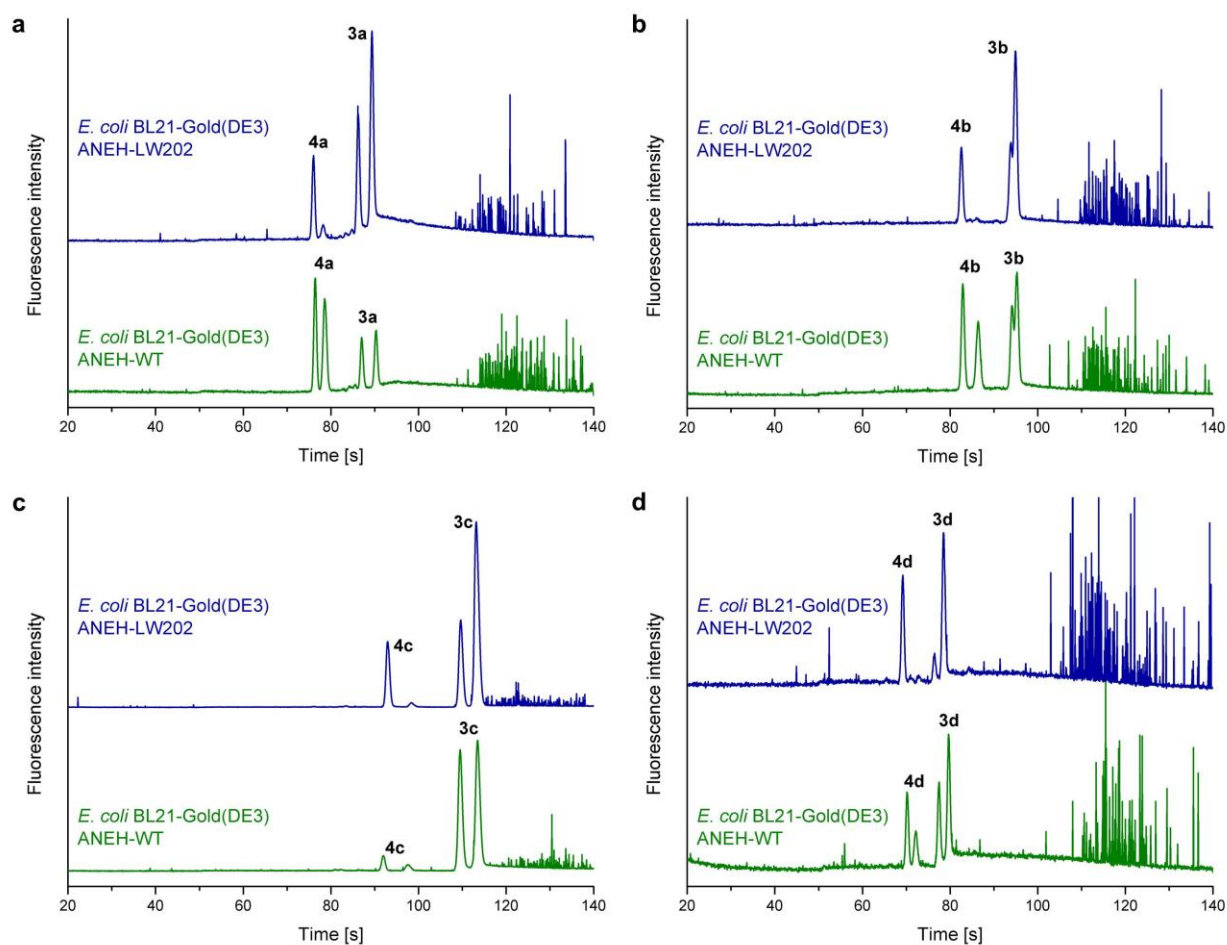 a
3a
E. coli BL21-Gold(DE3)
ANEH-LW202
4a
4a
3a
E. coli BL21-Gold(DE3)
ANEH-WT
Fluorescence intensity
20 40 60 80 100 120 140
Time [s]
b
3b
E. coli BL21-Gold(DE3)
ANEH-LW202
4b
4b
3b
E. coli BL21-Gold(DE3)
ANEH-WT
Fluorescence intensity
20 40 60 80 100 120 140
Time [s]
c
3c
E. coli BL21-Gold(DE3)
ANEH-LW202
4c
3c
E. coli BL21-Gold(DE3)
ANEH-WT
4c
Fluorescence intensity
20 40 60 80 100 120 140
Time [s]
d
3d
4d
E. coli BL21-Gold(DE3)
ANEH-LW202
3d
4d
E. coli BL21-Gold(DE3)
ANEH-WT
Fluorescence intensity
20 40 60 80 100 120 140
Time [s]